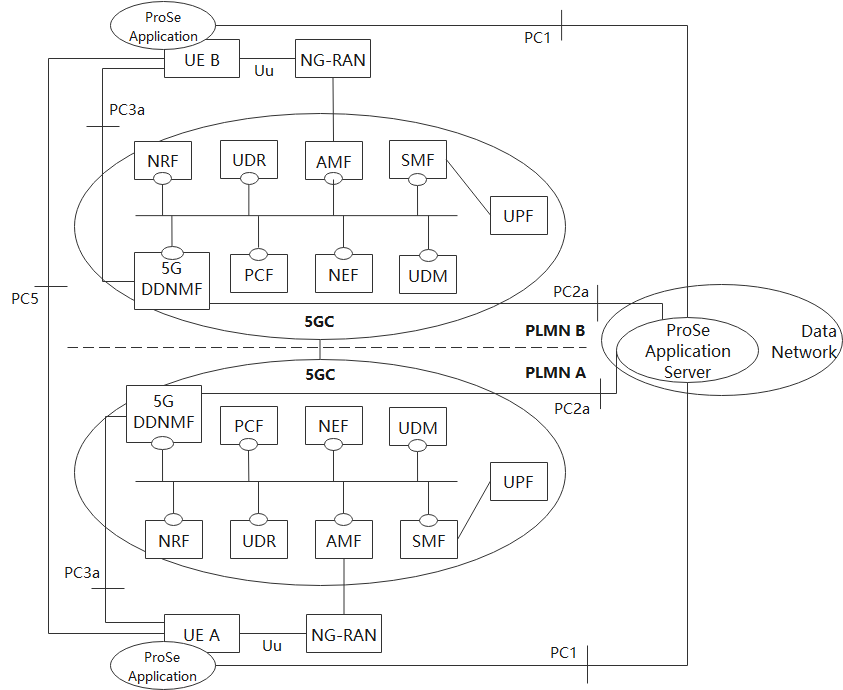 ProSe
Application
PC1
UE B
Uu
NG-RAN
PC3a
NRF
UDR
AMF
SMF
UPF
5G
DDNMF
PCF
NEF
UDM
PC5
PC2a
5GC
PLMN B
ProSe
Application
Server
Data
Network
5GC
PLMN A
PC2a
5G
DDNMF
PCF
NEF
UDM
UPF
NRF
UDR
AMF
SMF
PC3a
UE A
Uu
NG-RAN
ProSe
Application
PC1